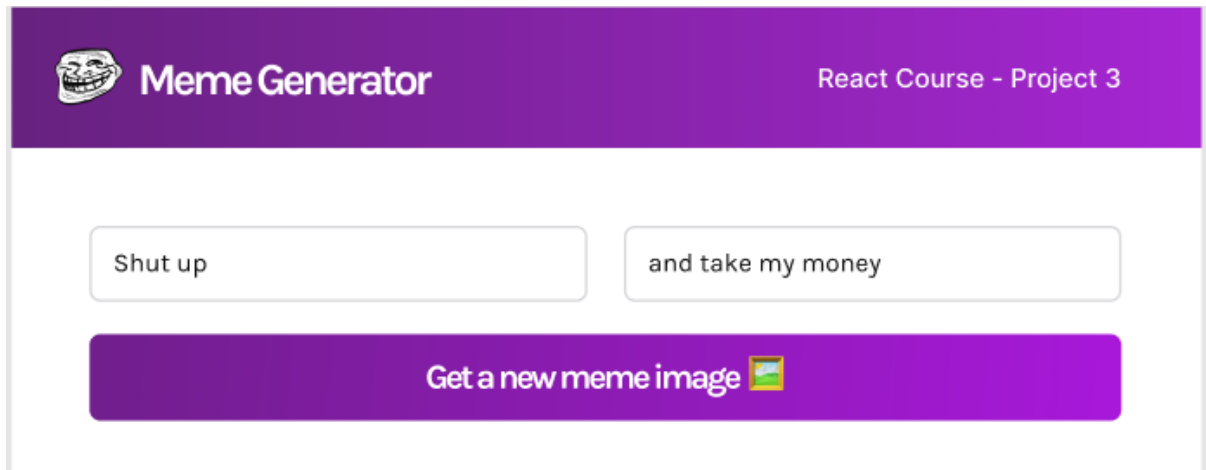 Meme Generator
React Course - Project 3
Shut up
and take my money
Get a new meme image 🖼️